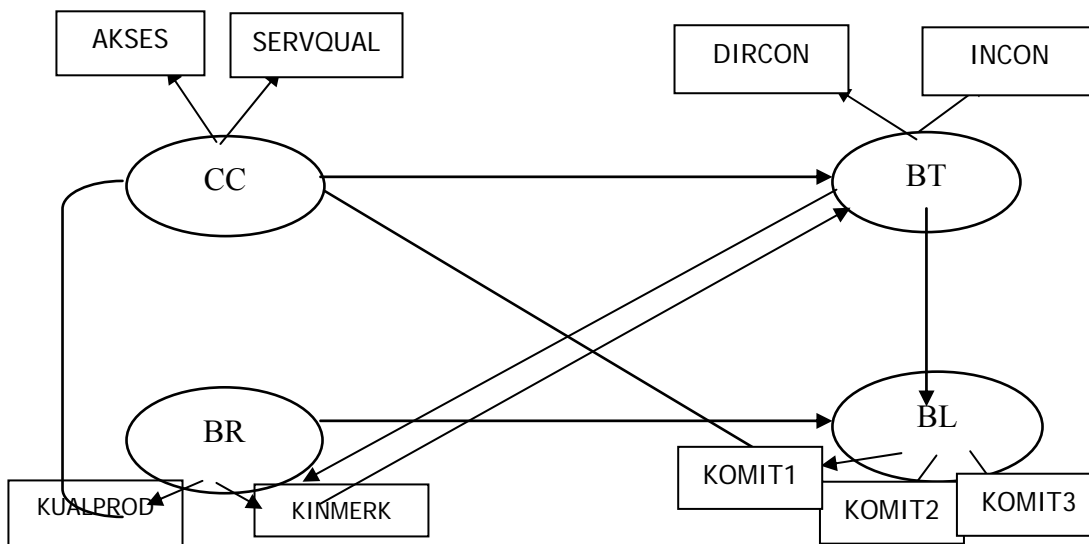 AKSES
SERVQUAL
DIRCON
INCON
CC
BT
BR
BL
KUALPROD
KINMERK
KOMIT1
KOMIT2
KOMIT3